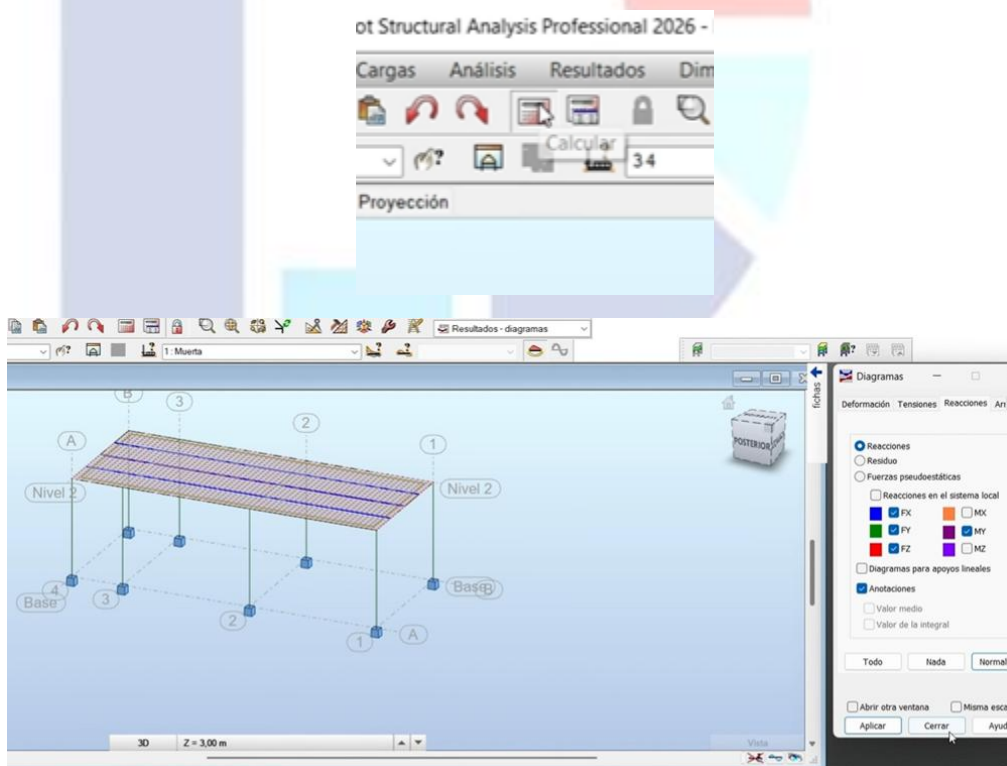 ot Structural Analysis Professional 2026 -
Cargas Análisis Resultados Dim
Calcular
34
Proyección
Resultados - diagramas
1 : Muerta
fichas
Diagramas
Deformación Tensiones Reacciones
Reacciones
Residuo
Fuerzas pseudoestáticas
Reacciones en el sistema local
FX MX
FY MY
FZ MZ
Diagramas para apoyos lineales
Anotaciones
Valor medio
Valor de la integral
Todo Nada Normal
Abrir otra ventana Misma esca
Aplicar Cerrar Ayud
POSTERIOR
B
3
2
A
1
Nivel 2
Nivel 2
4
Base
3
Base
B
2
1
A
3D Z = 3,00 m
Vista